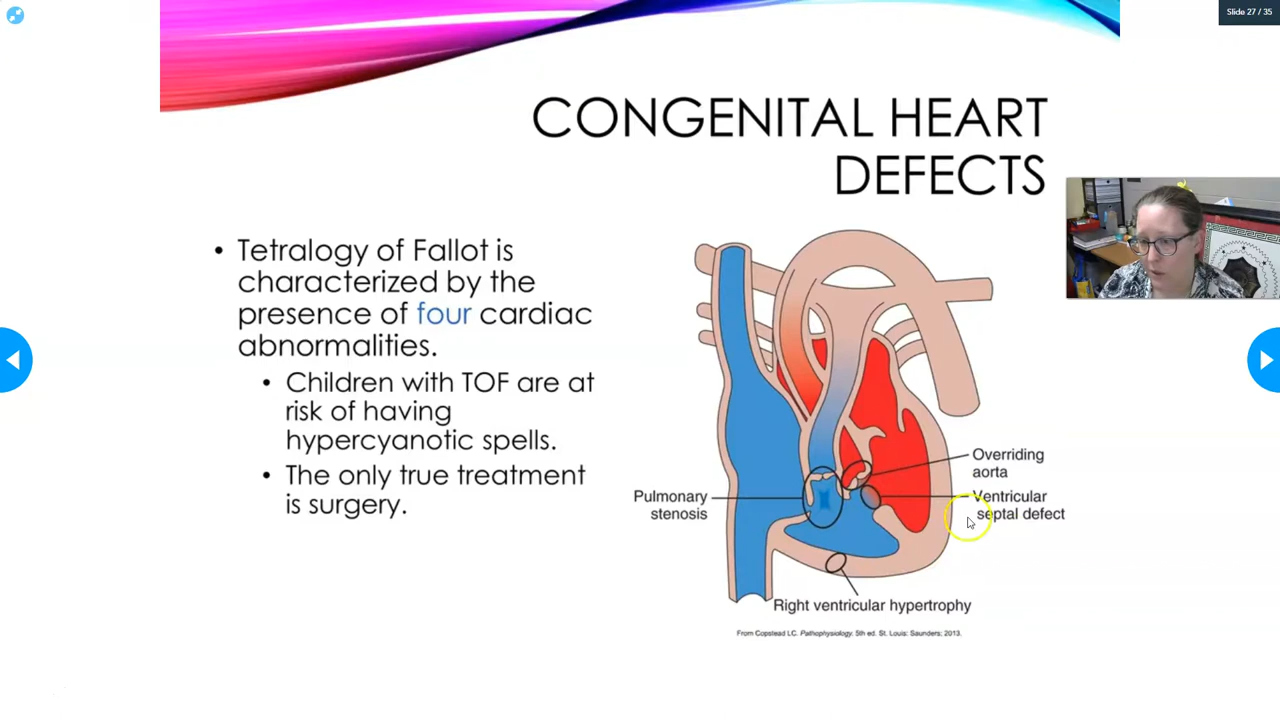 Slide 27 / 35
CONGENITAL HEART
DEFECTS
• Tetralogy of Fallot is
characterized by the
presence of four cardiac
abnormalities.
• Children with TOF are at
risk of having
hypercyanotic spells.
• The only true treatment
is surgery.
Overriding
aorta
Pulmonary
stenosis
Ventricular
septal defect
Right ventricular hypertrophy
From Copstead LC. Pathophysiology. 5th ed. St. Louis: Saunders; 2013.